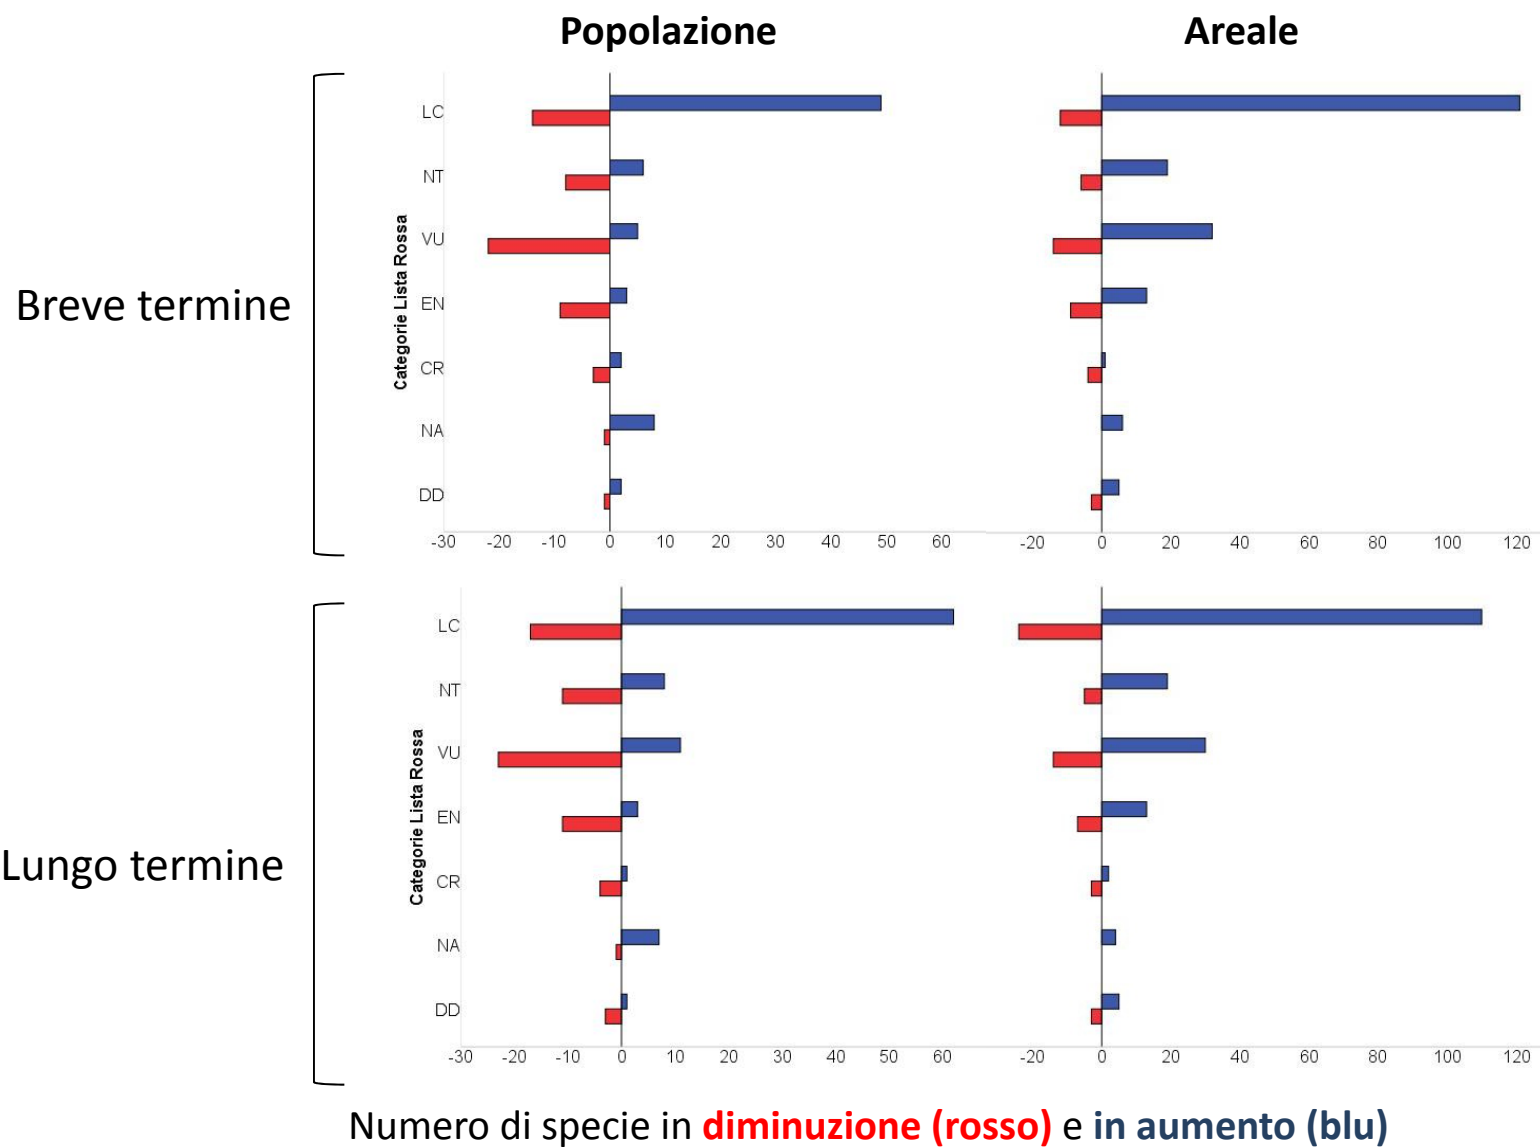 Popolazione Areale
Breve termine
Categorie Lista Rossa
LC
NT
VU
EN
CR
NA
DD
-30 -20 -10 0 10 20 30 40 50 60
-20 0 20 40 60 80 100 120
Lungo termine
Categorie Lista Rossa
LC
NT
VU
EN
CR
NA
DD
-30 -20 -10 0 10 20 30 40 50 60
-20 0 20 40 60 80 100 120
Numero di specie in diminuzione (rosso) e in aumento (blu)